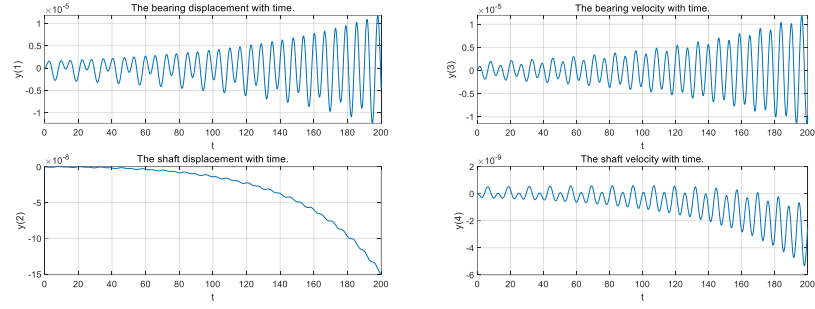 The bearing displacement with time.
×10⁻⁵
1
0.5
0
-0.5
-1
y(1)
0 20 40 60 80 100 120 140 160 180 200
t
The bearing velocity with time.
×10⁻⁵
1
0.5
0
-0.5
-1
y(3)
0 20 40 60 80 100 120 140 160 180 200
t
The shaft displacement with time.
×10⁻⁸
0
-5
-10
-15
y(2)
0 20 40 60 80 100 120 140 160 180 200
t
The shaft velocity with time.
×10⁻⁹
2
0
-2
-4
-6
y(4)
0 20 40 60 80 100 120 140 160 180 200
t